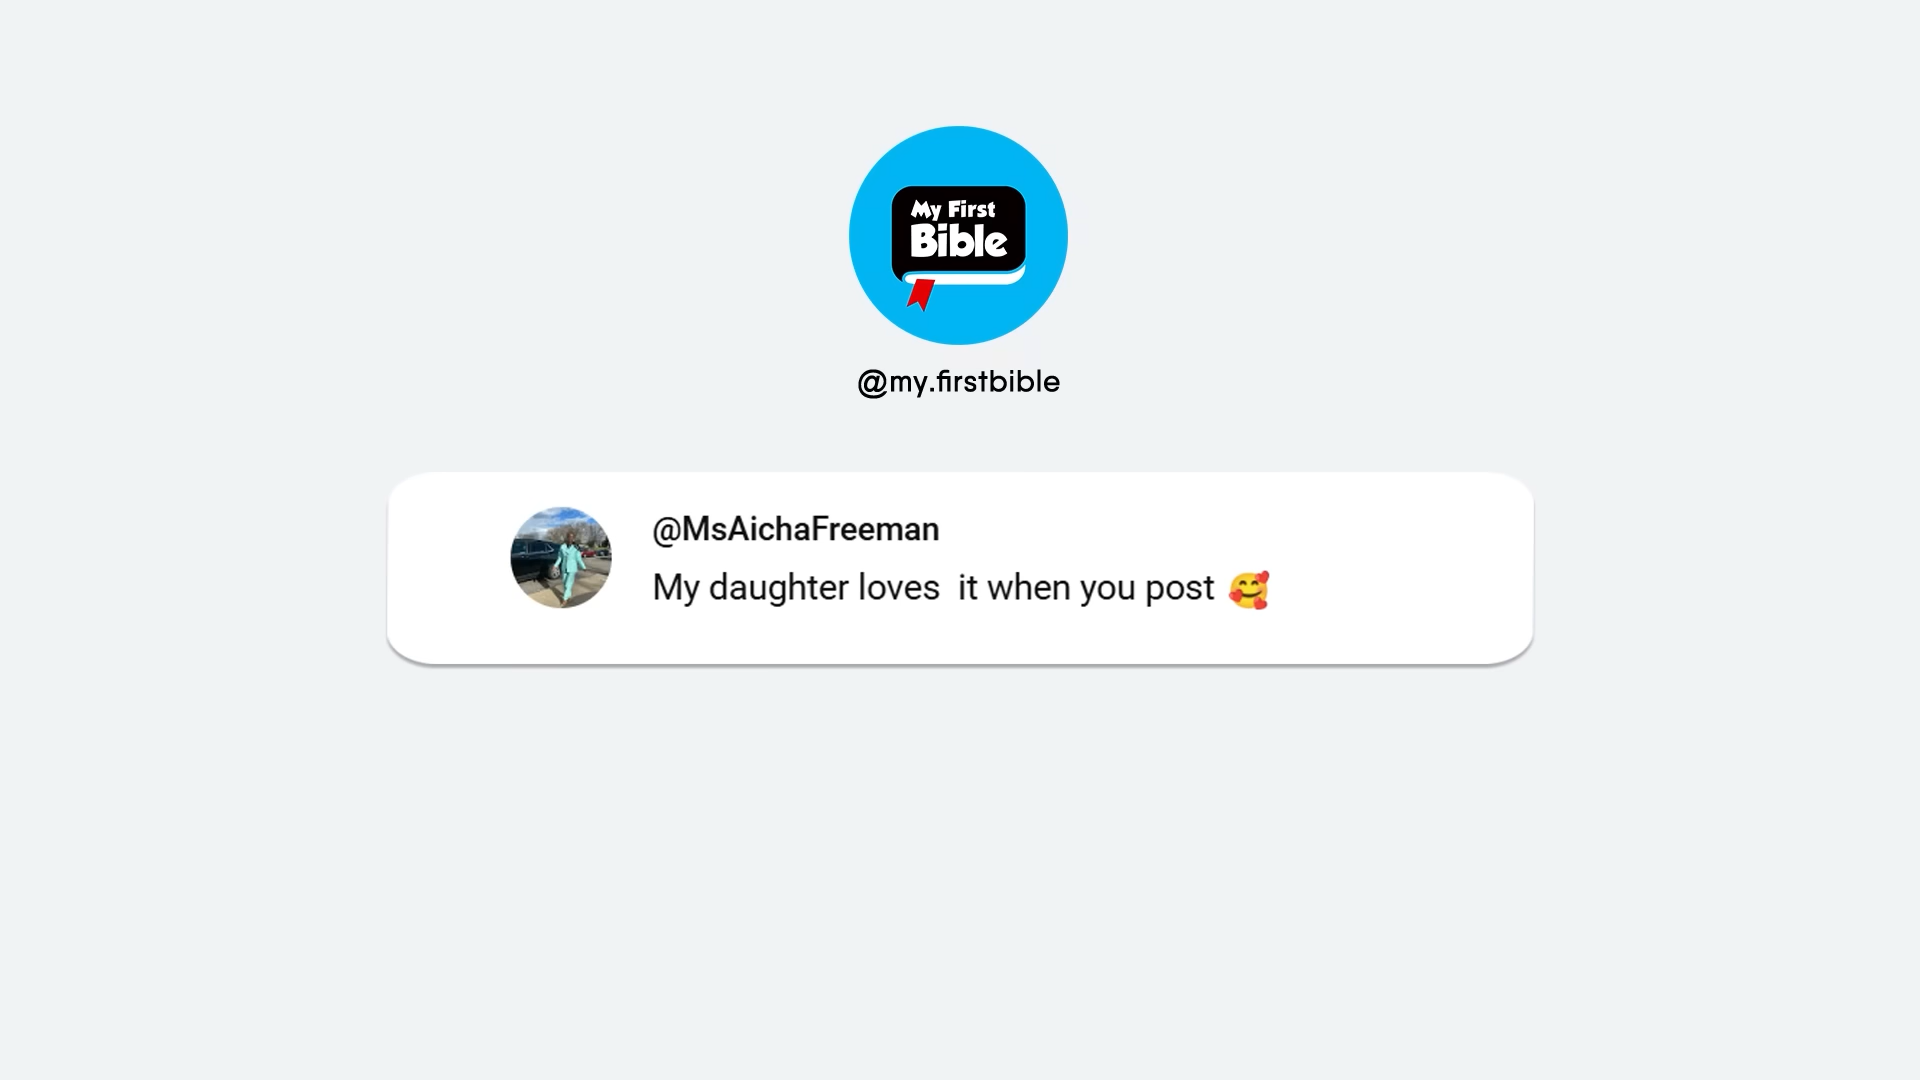 My First
Bible
@my.firstbible
@MsAichaFreeman
My daughter loves  it when you post 🥰